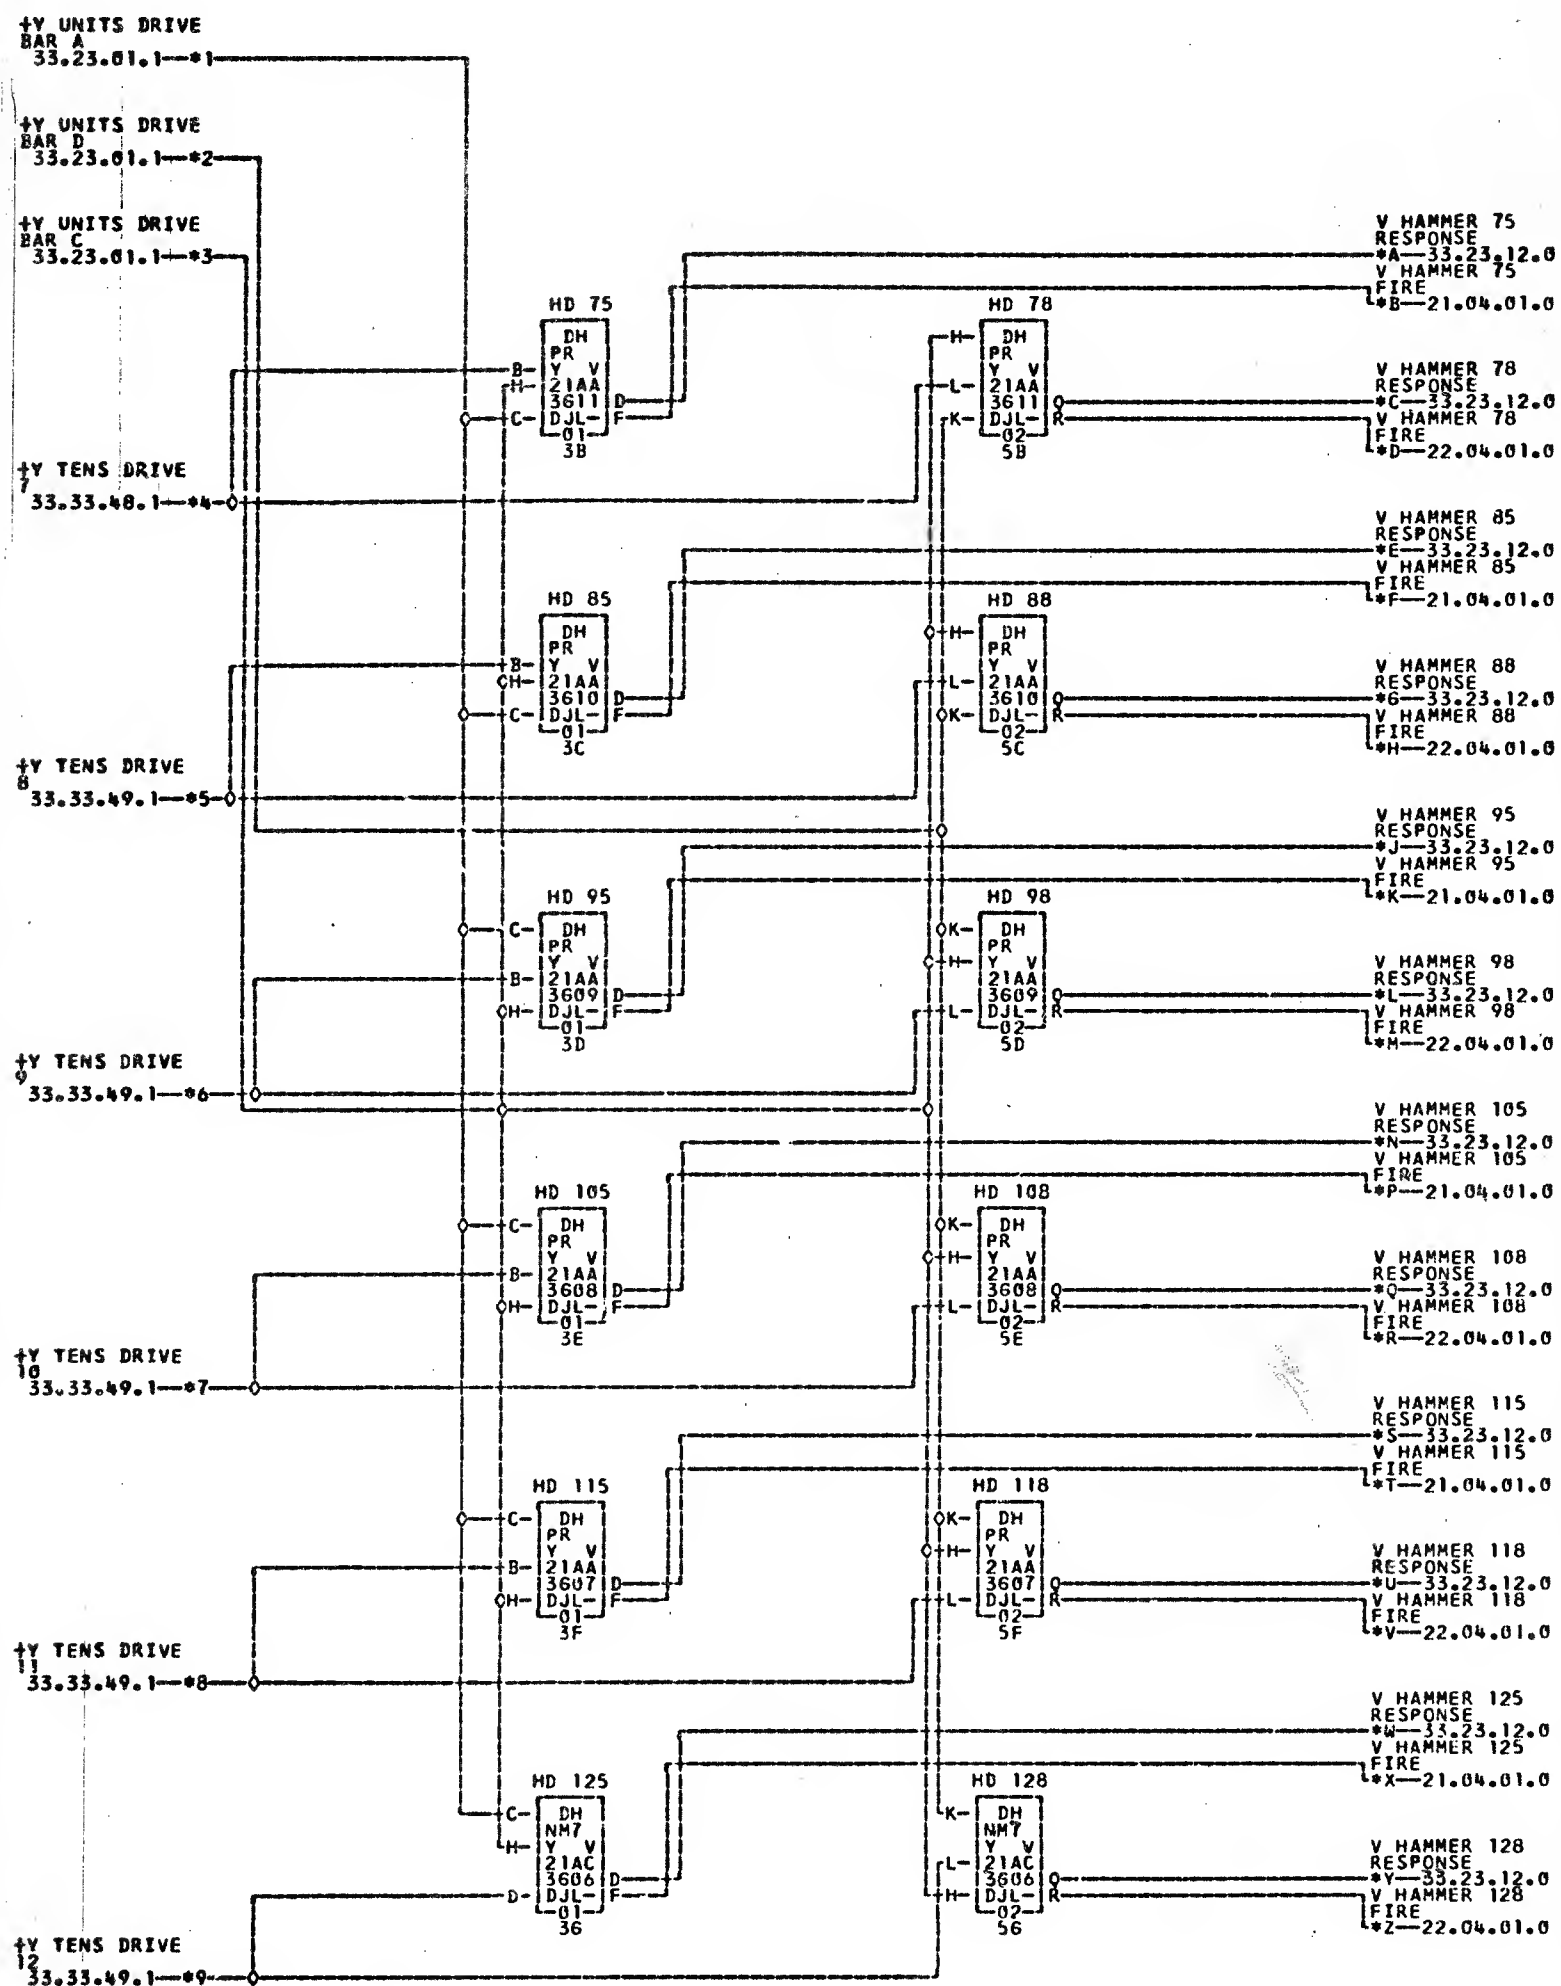 +Y UNITS DRIVE
BAR A
33.23.01.1—*1
+Y UNITS DRIVE
BAR D
33.23.01.1—*2
+Y UNITS DRIVE
BAR C
33.23.01.1—*3
+Y TENS DRIVE
7
33.33.48.1—*4
+Y TENS DRIVE
8
33.33.49.1—*5
+Y TENS DRIVE
9
33.33.49.1—*6
+Y TENS DRIVE
10
33.33.49.1—*7
+Y TENS DRIVE
11
33.33.49.1—*8
+Y TENS DRIVE
12
33.33.49.1—*9
HD 75
DH
PR
B Y V
H 21AA
3611 D
C DJL- F
01
3B
HD 85
DH
PR
B Y V
H 21AA
3610 D
C DJL- F
01
3C
HD 95
C DH
PR
Y V
B 21AA
3609 D
H DJL- F
01
3D
HD 105
C DH
PR
Y V
B 21AA
3608 D
H DJL- F
01
3E
HD 115
C DH
PR
Y V
B 21AA
3607 D
H DJL- F
01
3F
HD 125
C DH
NM7
H Y V
21AC
3606 D
D DJL- F
01
36
HD 78
H DH
PR
Y V
L 21AA
3611 Q
K DJL- R
02
5B
HD 88
H DH
PR
Y V
L 21AA
3610 Q
K DJL- R
02
5C
HD 98
K DH
PR
H Y V
21AA
3609 Q
L DJL- R
02
5D
HD 108
K DH
PR
H Y V
21AA
3608 Q
L DJL- R
02
5E
HD 118
K DH
PR
H Y V
21AA
3607 Q
L DJL- R
02
5F
HD 128
K DH
NM7
Y V
L 21AC
3606 Q
H DJL- R
02
56
V HAMMER 75
RESPONSE
*A—33.23.12.0
V HAMMER 75
FIRE
*B—21.04.01.0
V HAMMER 78
RESPONSE
*C—33.23.12.0
V HAMMER 78
FIRE
*D—22.04.01.0
V HAMMER 85
RESPONSE
*E—33.23.12.0
V HAMMER 85
FIRE
*F—21.04.01.0
V HAMMER 88
RESPONSE
*G—33.23.12.0
V HAMMER 88
FIRE
*H—22.04.01.0
V HAMMER 95
RESPONSE
*J—33.23.12.0
V HAMMER 95
FIRE
*K—21.04.01.0
V HAMMER 98
RESPONSE
*L—33.23.12.0
V HAMMER 98
FIRE
*M—22.04.01.0
V HAMMER 105
RESPONSE
*N—33.23.12.0
V HAMMER 105
FIRE
*P—21.04.01.0
V HAMMER 108
RESPONSE
*Q—33.23.12.0
V HAMMER 108
FIRE
*R—22.04.01.0
V HAMMER 115
RESPONSE
*S—33.23.12.0
V HAMMER 115
FIRE
*T—21.04.01.0
V HAMMER 118
RESPONSE
*U—33.23.12.0
V HAMMER 118
FIRE
*V—22.04.01.0
V HAMMER 125
RESPONSE
*W—33.23.12.0
V HAMMER 125
FIRE
*X—21.04.01.0
V HAMMER 128
RESPONSE
*Y—33.23.12.0
V HAMMER 128
FIRE
*Z—22.04.01.0